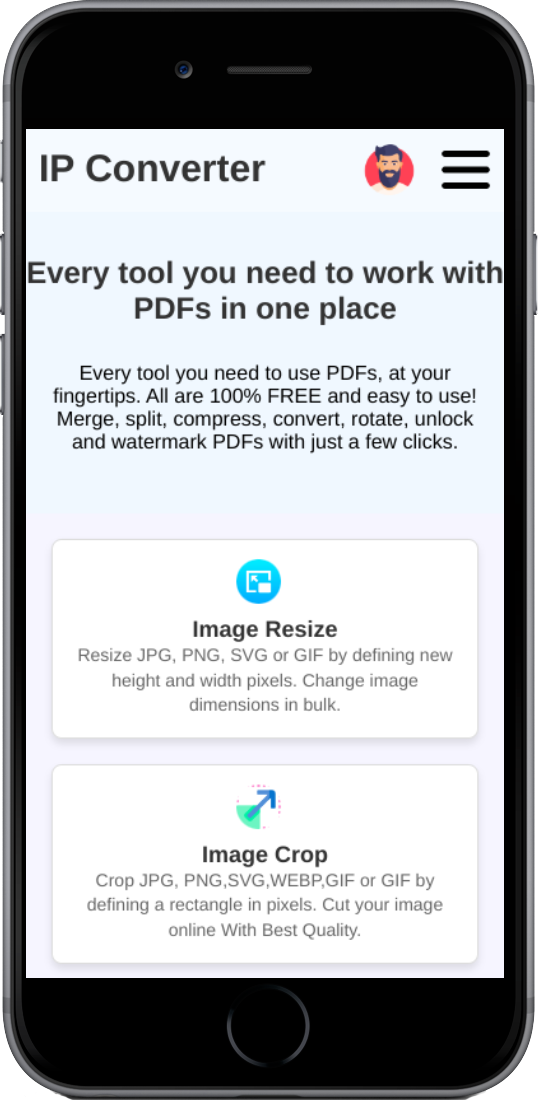 IP Converter
Every tool you need to work with
PDFs in one place
Every tool you need to use PDFs, at your
fingertips. All are 100% FREE and easy to use!
Merge, split, compress, convert, rotate, unlock
and watermark PDFs with just a few clicks.
Image Resize
Resize JPG, PNG, SVG or GIF by defining new
height and width pixels. Change image
dimensions in bulk.
Image Crop
Crop JPG, PNG,SVG,WEBP,GIF or GIF by
defining a rectangle in pixels. Cut your image
online With Best Quality.